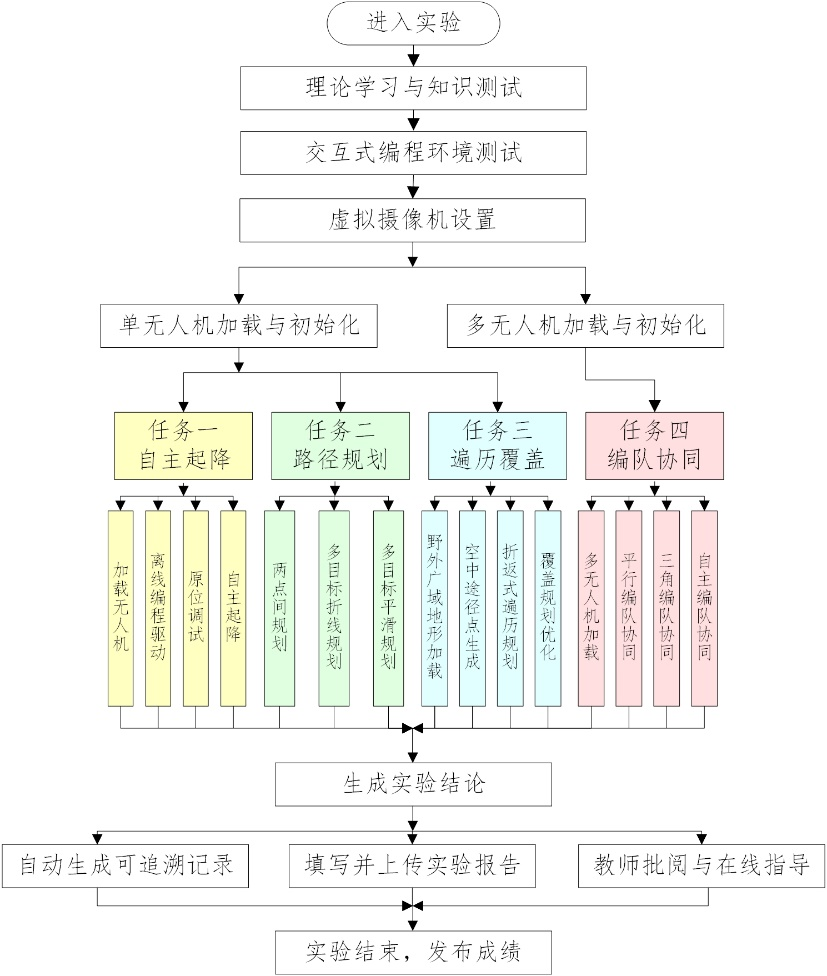 进入实验
理论学习与知识测试
交互式编程环境测试
虚拟摄像机设置
单无人机加载与初始化
多无人机加载与初始化
任务一
自主起降
任务二
路径规划
任务三
遍历覆盖
任务四
编队协同
加载无人机
离线编程驱动
原位调试
自主起降
两点间规划
多目标折线规划
多目标平滑规划
野外广域地形加载
空中途径点生成
折返式遍历规划
覆盖规划优化
多无人机加载
平行编队协同
三角编队协同
自主编队协同
生成实验结论
自动生成可追溯记录
填写并上传实验报告
教师批阅与在线指导
实验结束，发布成绩